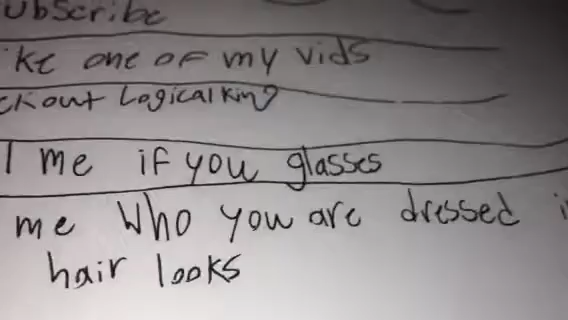 ubscribe
ke one of my vids
ckout Logicalking
l me if you glasses
me Who you are dressed i
hair looks